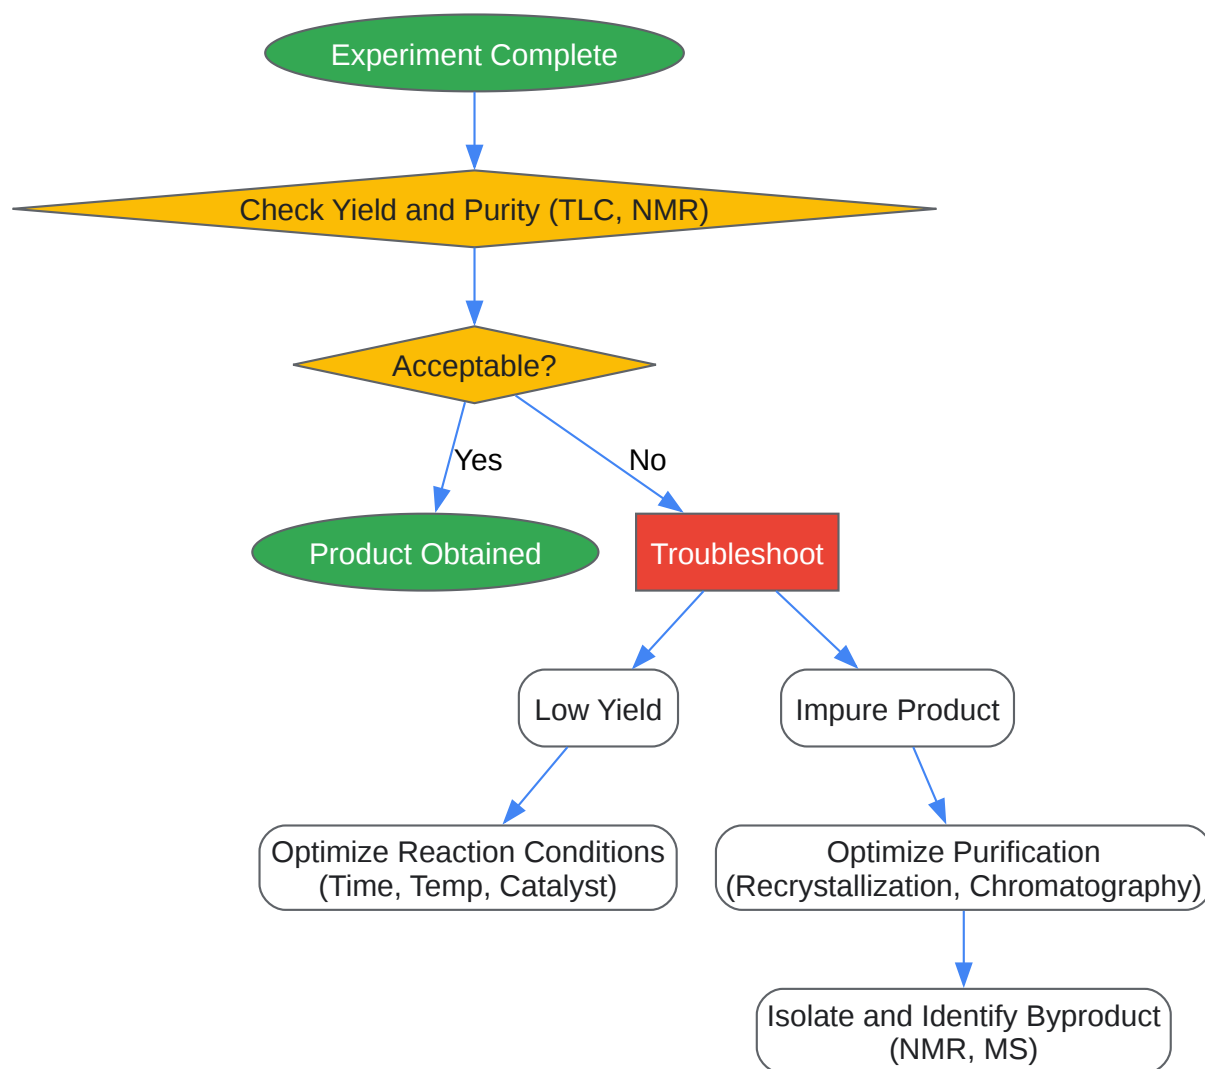 Experiment Complete
Check Yield and Purity (TLC, NMR)
Acceptable?
Yes
No
Product Obtained
Troubleshoot
Low Yield
Impure Product
Optimize Reaction Conditions
(Time, Temp, Catalyst)
Optimize Purification
(Recrystallization, Chromatography)
Isolate and Identify Byproduct
(NMR, MS)